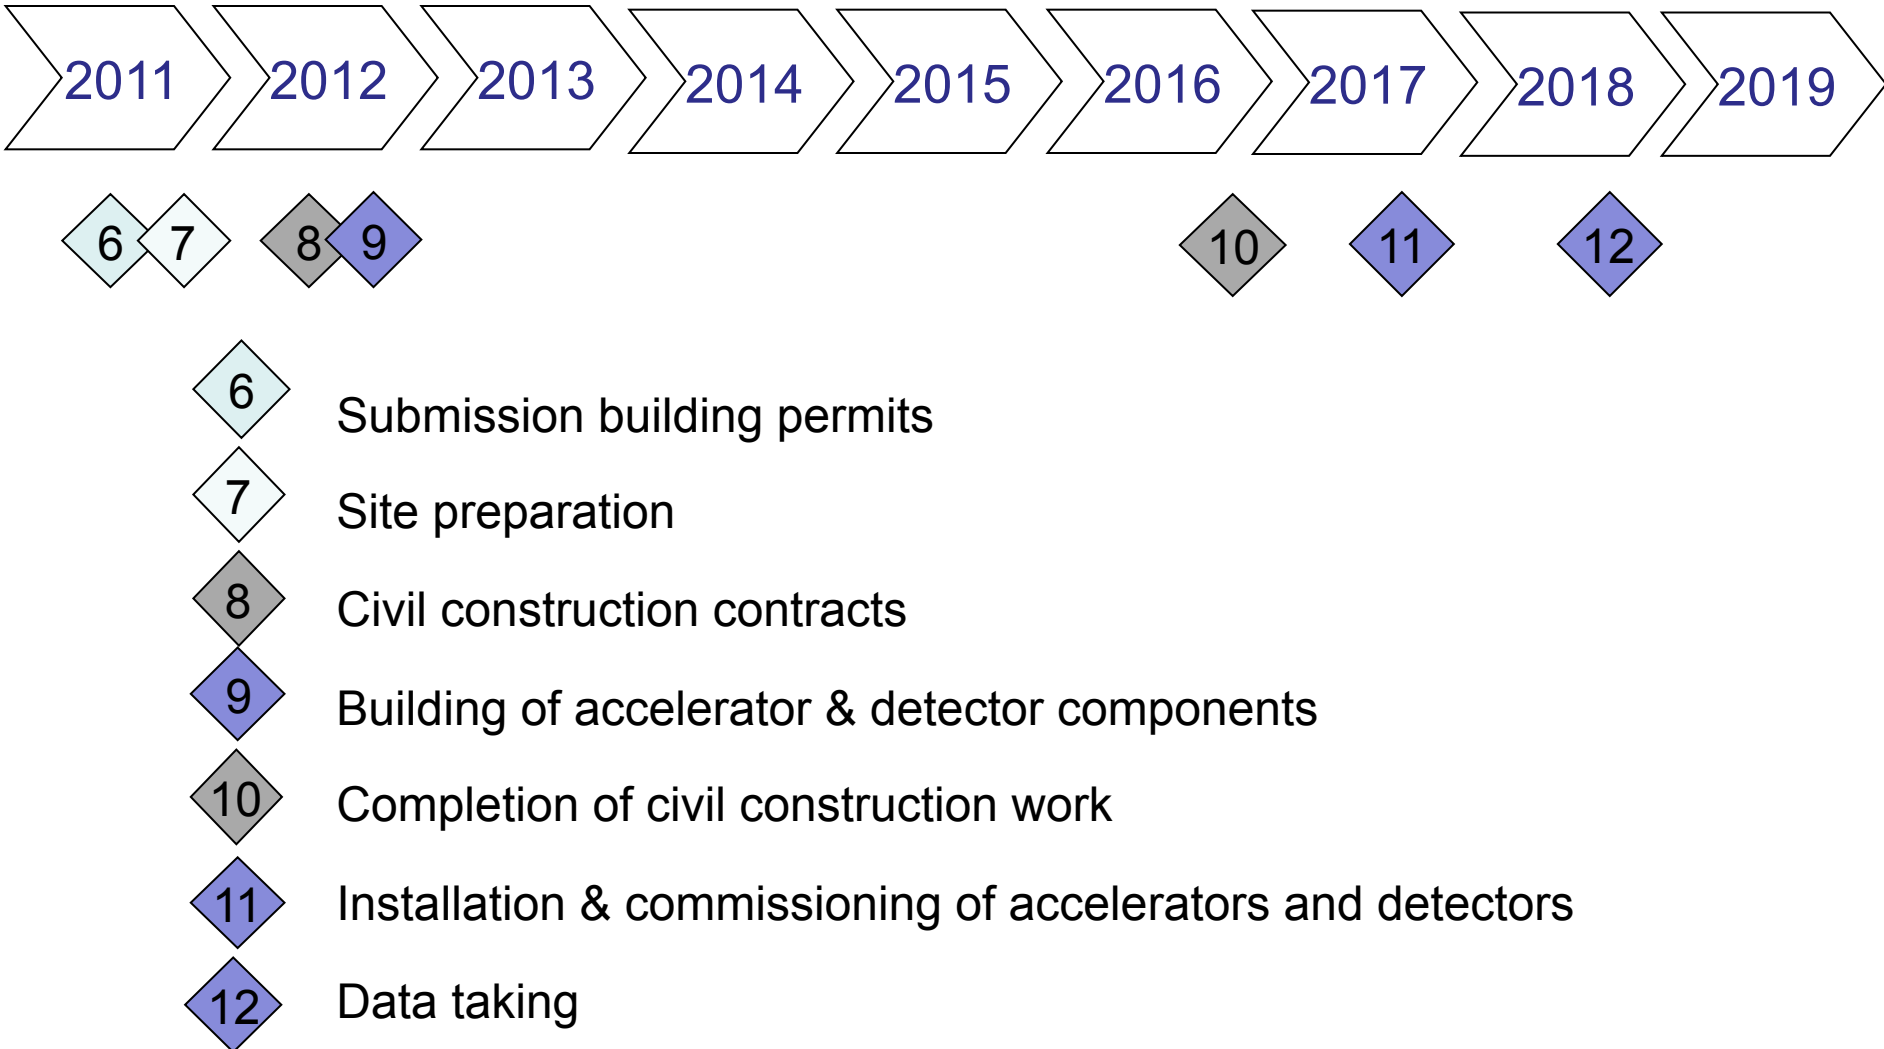 2011 2012 2013 2014 2015 2016 2017 2018 2019
6 7 8 9 10 11 12
6 Submission building permits
7 Site preparation
8 Civil construction contracts
9 Building of accelerator & detector components
10 Completion of civil construction work
11 Installation & commissioning of accelerators and detectors
12 Data taking